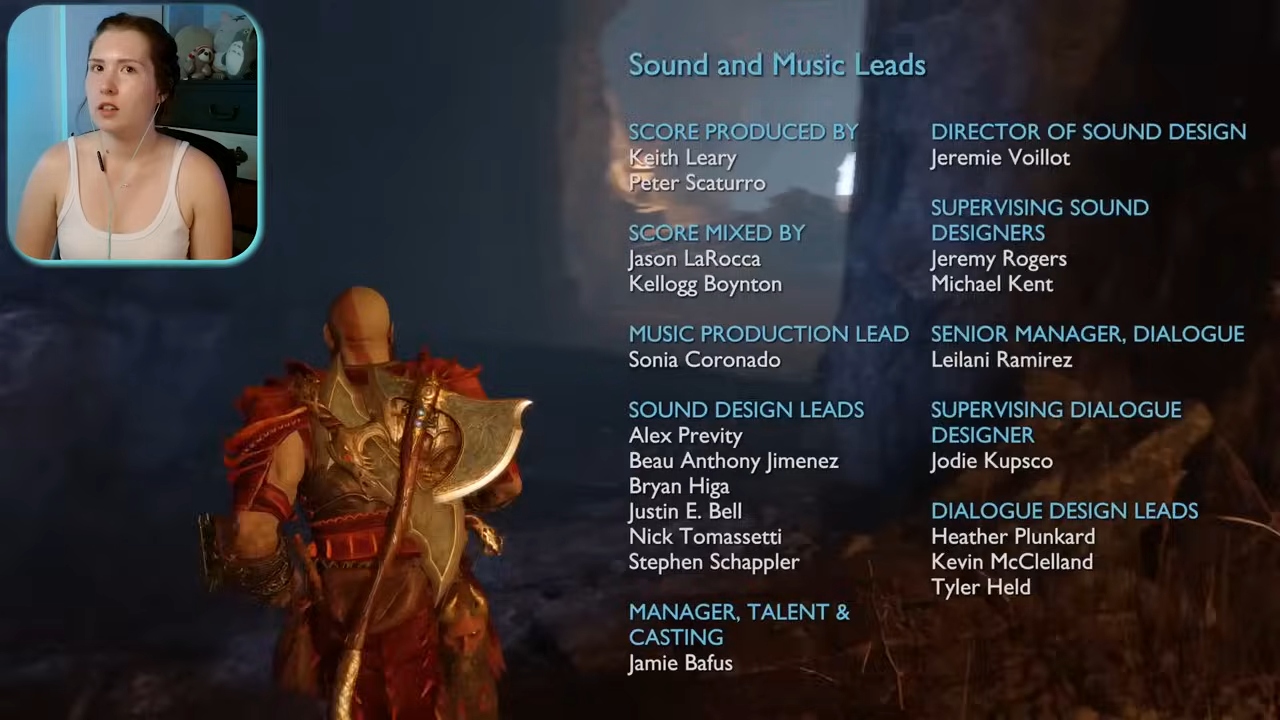 Sound and Music Leads
SCORE PRODUCED BY
Keith Leary
Peter Scaturro
SCORE MIXED BY
Jason LaRocca
Kellogg Boynton
MUSIC PRODUCTION LEAD
Sonia Coronado
SOUND DESIGN LEADS
Alex Previty
Beau Anthony Jimenez
Bryan Higa
Justin E. Bell
Nick Tomassetti
Stephen Schappler
MANAGER, TALENT &
CASTING
Jamie Bafus
DIRECTOR OF SOUND DESIGN
Jeremie Voillot
SUPERVISING SOUND
DESIGNERS
Jeremy Rogers
Michael Kent
SENIOR MANAGER, DIALOGUE
Leilani Ramirez
SUPERVISING DIALOGUE
DESIGNER
Jodie Kupsco
DIALOGUE DESIGN LEADS
Heather Plunkard
Kevin McClelland
Tyler Held